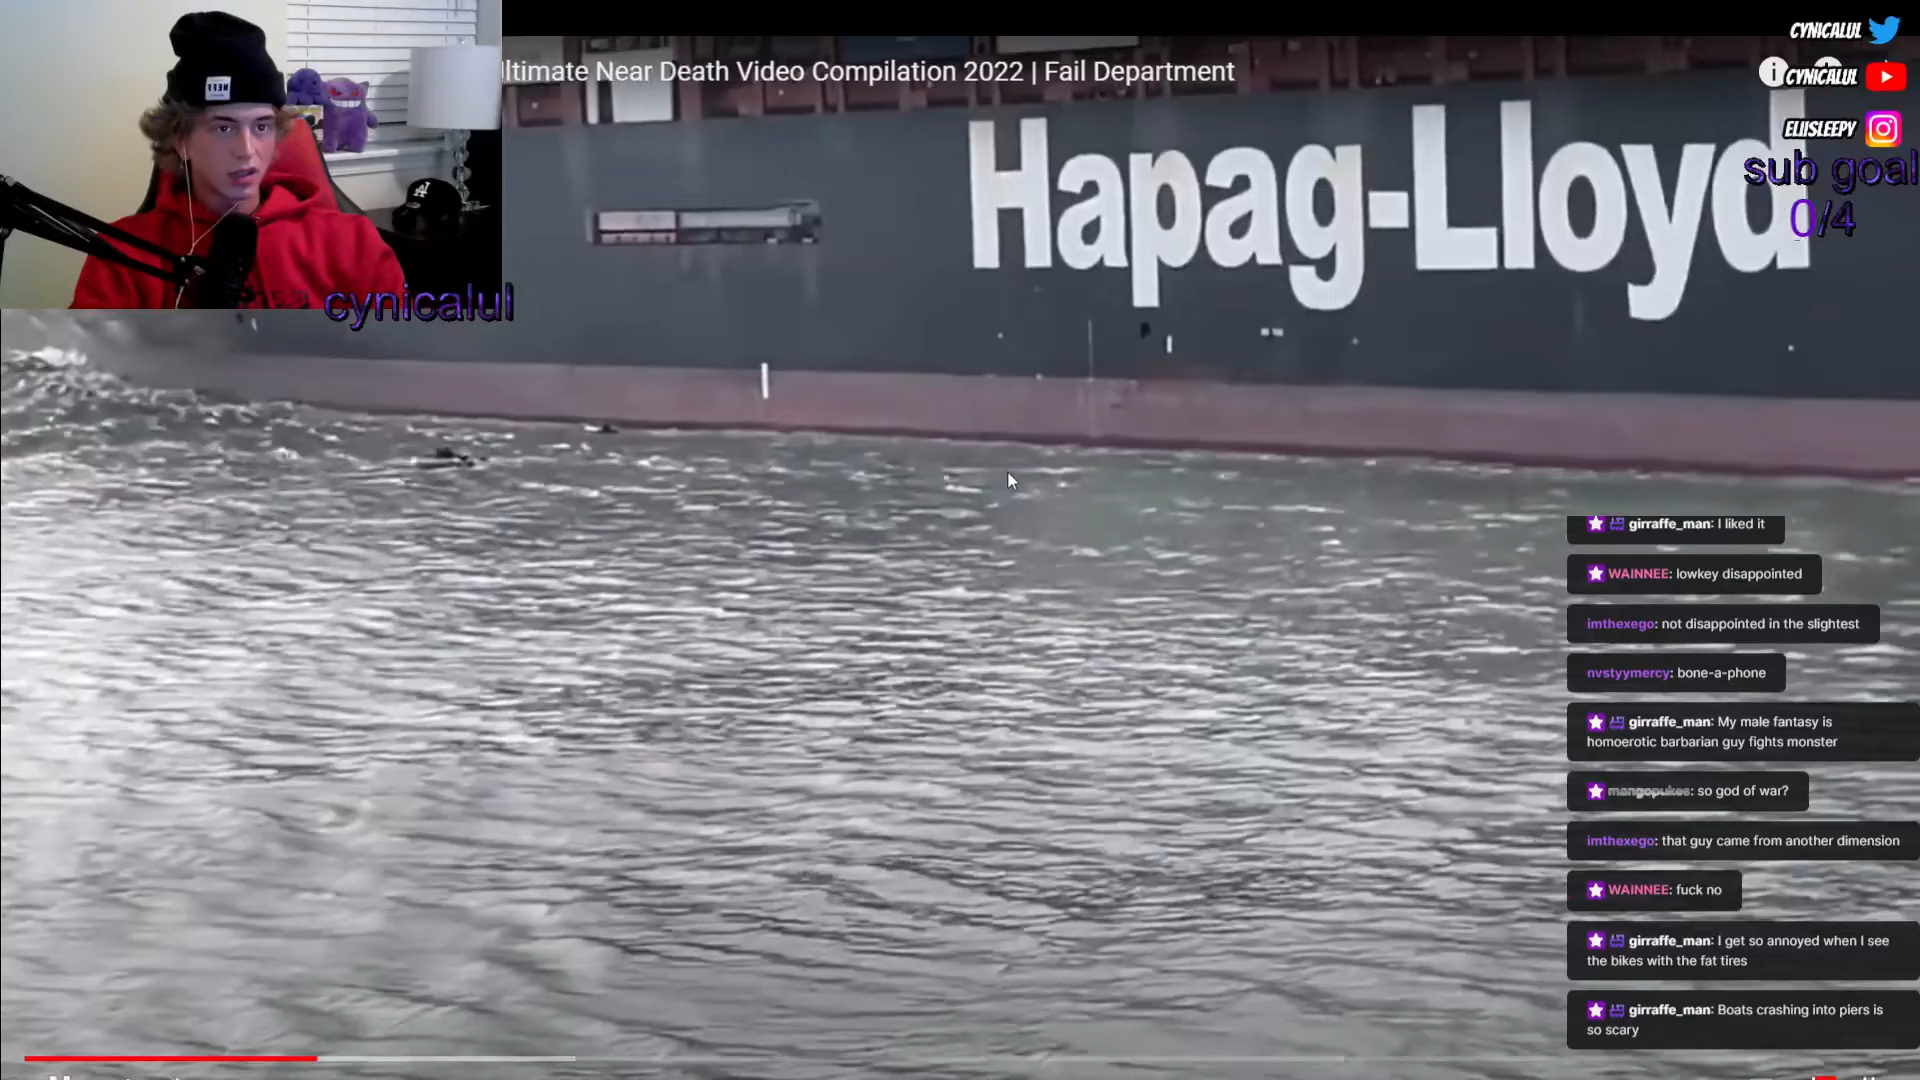 CYNICALUL
ltimate Near Death Video Compilation 2022 | Fail Department
CYNICALUL
ELIISLEEPY
Hapag-Lloyd
sub goal
0/4
cynicalul
girraffe_man: I liked it
WAINNEE: lowkey disappointed
imthexego: not disappointed in the slightest
nvstyymercy: bone-a-phone
girraffe_man: My male fantasy is
homoerotic barbarian guy fights monster
mangopukes: so god of war?
imthexego: that guy came from another dimension
WAINNEE: fuck no
girraffe_man: I get so annoyed when I see
the bikes with the fat tires
girraffe_man: Boats crashing into piers is
so scary